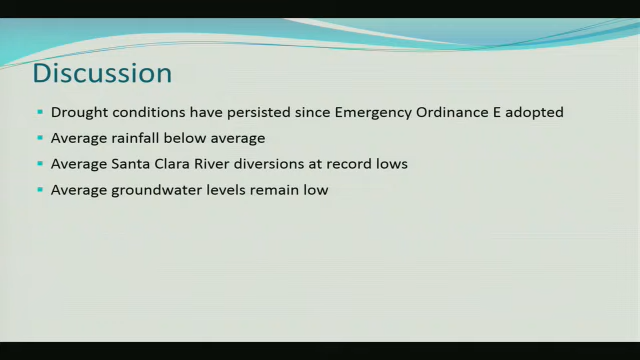 Discussion
Drought conditions have persisted since Emergency Ordinance E adopted
Average rainfall below average
Average Santa Clara River diversions at record lows
Average groundwater levels remain low